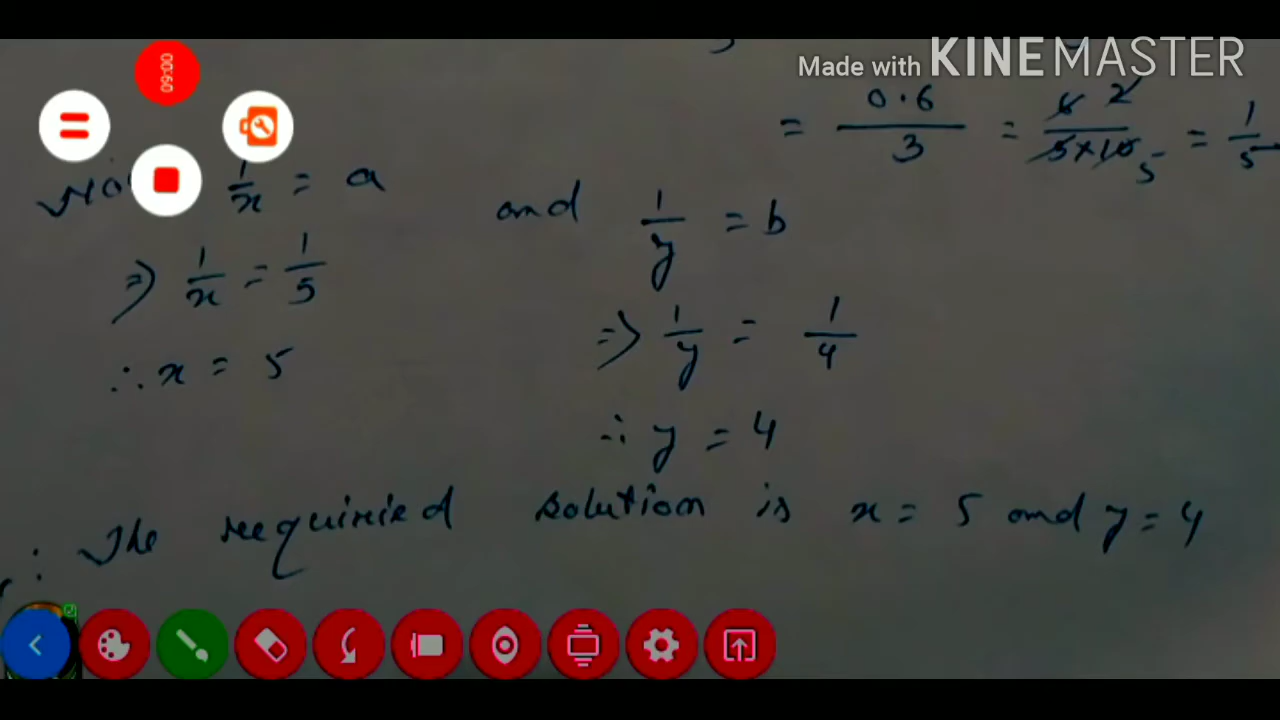 Made with KINEMASTER
00:60
= 0.6/3 = 6 2/3×10 5 = 1/5
1/x = a and 1/y = b
⇒ 1/x = 1/5 ⇒ 1/y = 1/4
∴ x = 5 ∴ y = 4
: The required solution is x = 5 and y = 4